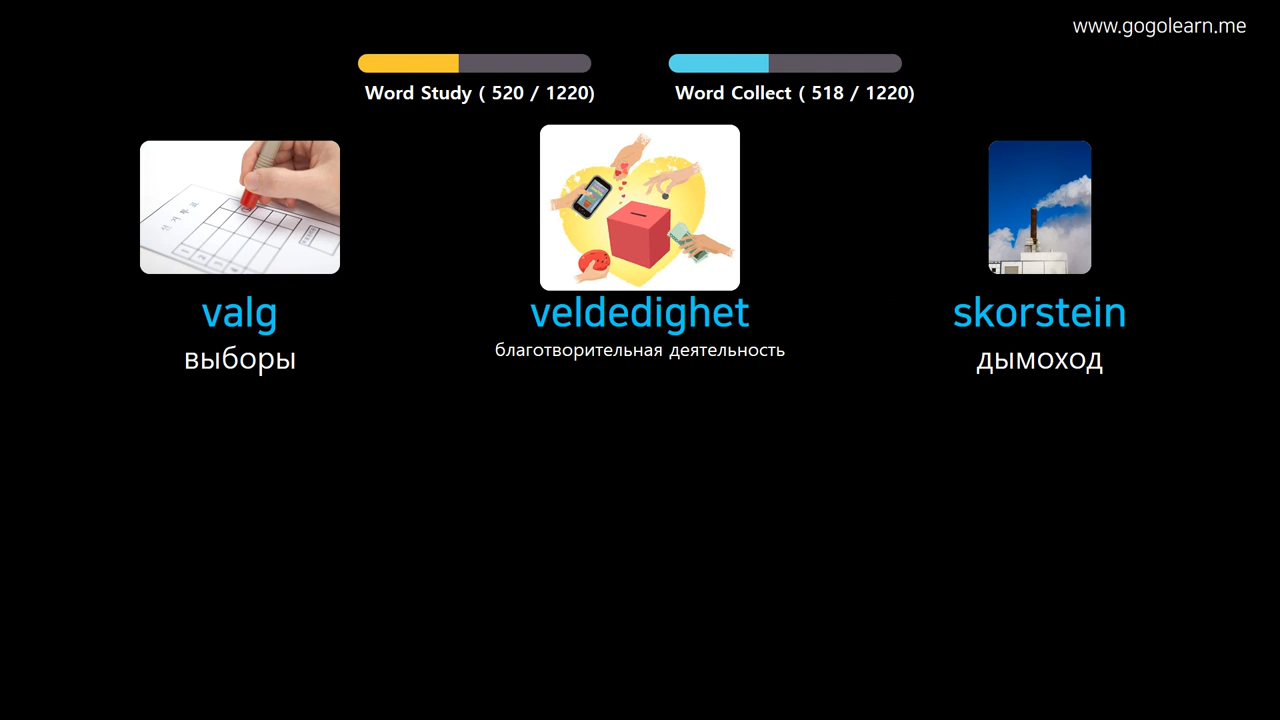 www.gogolearn.me
Word Study ( 520 / 1220)
Word Collect ( 518 / 1220)
valg
veldedighet
skorstein
выборы
благотворительная деятельность
дымоход